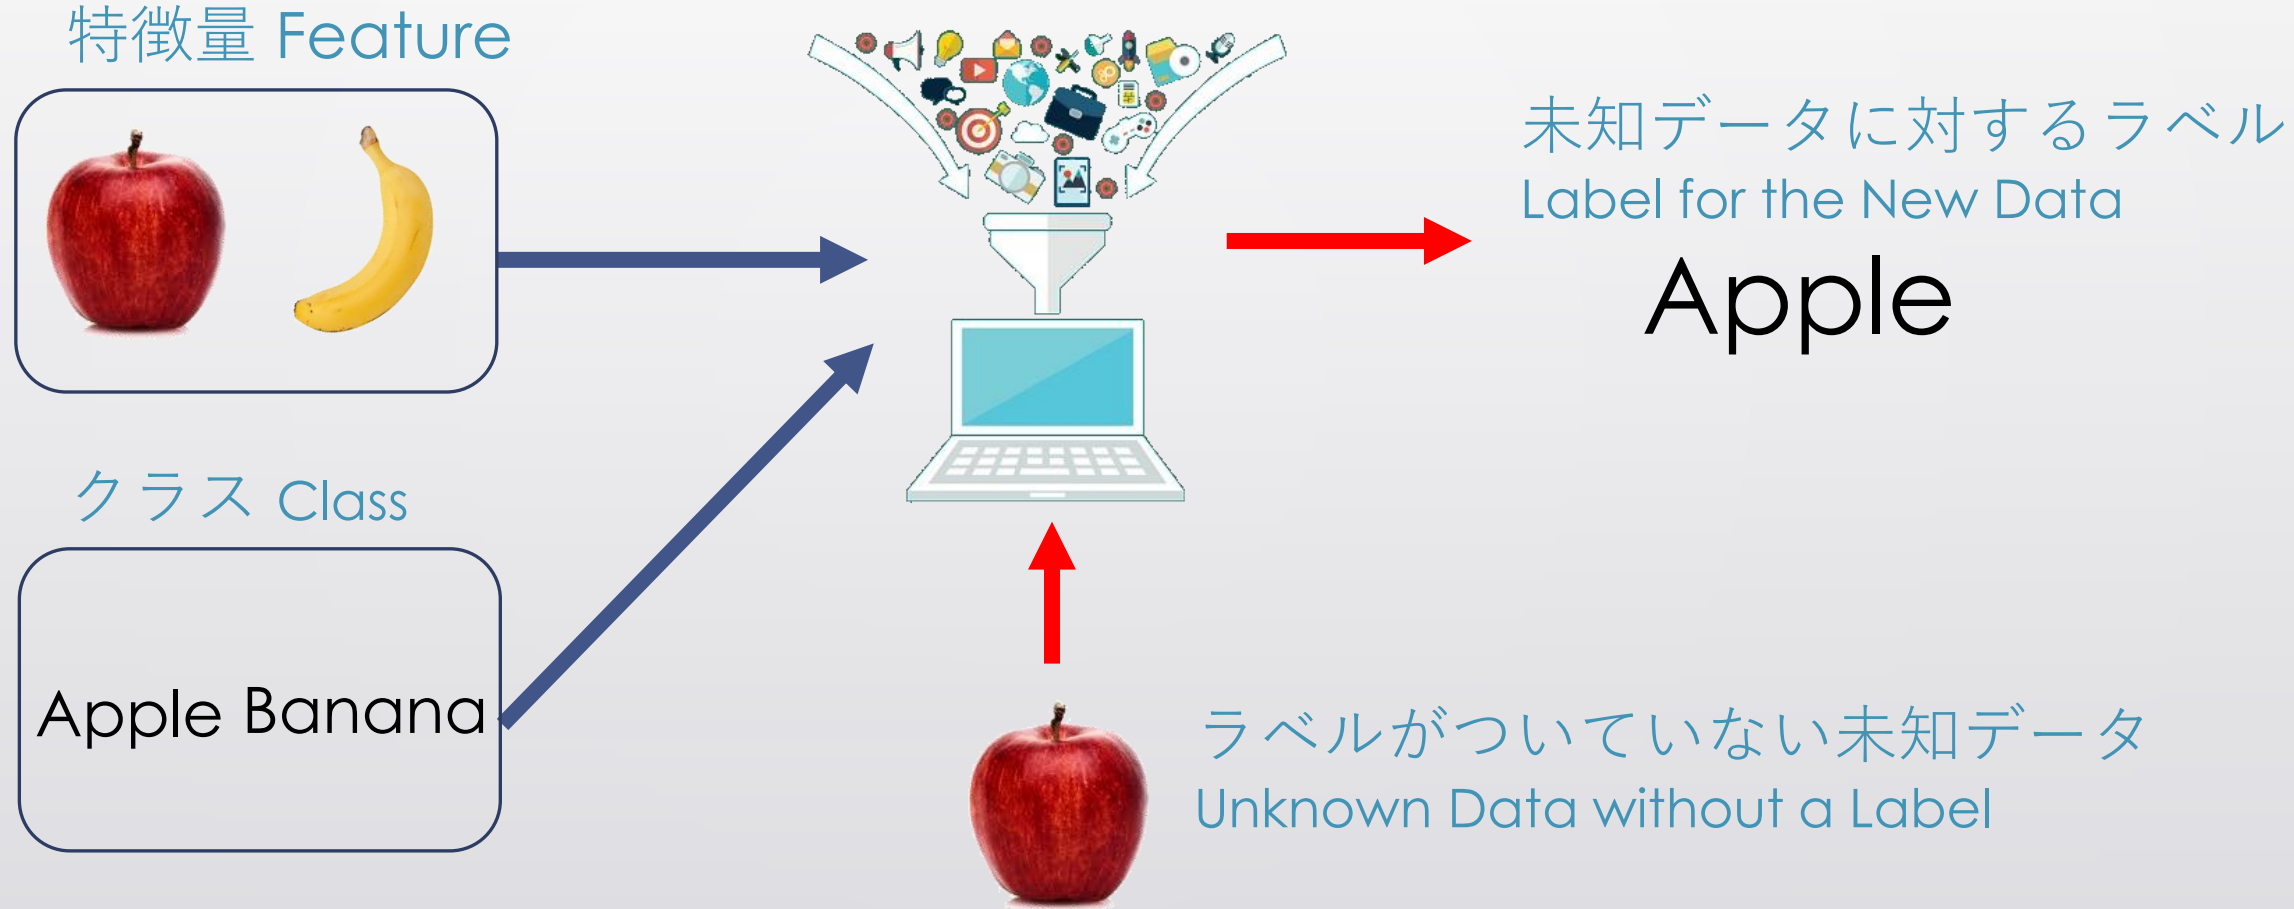 特徴量 Feature
クラス Class
Apple Banana
未知データに対するラベル
Label for the New Data
Apple
ラベルがついていない未知データ
Unknown Data without a Label